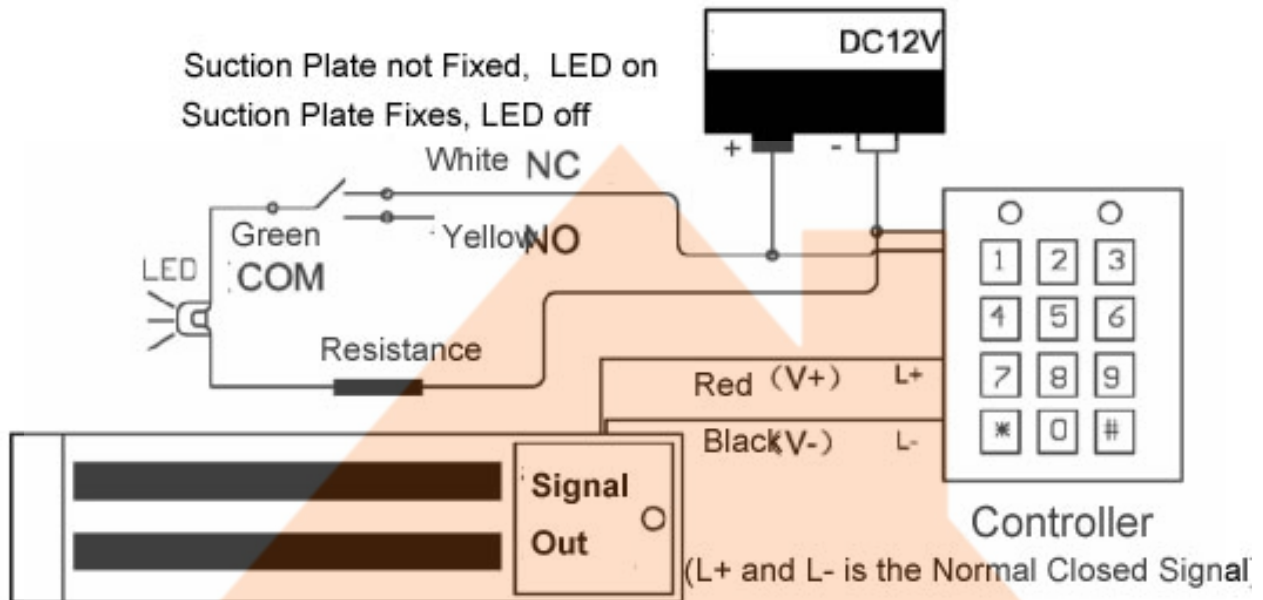 DC12V
Suction Plate not Fixed, LED on
Suction Plate Fixes, LED off
+ -
White NC
Green
Yellow NO
LED
COM
Resistance
1 2 3
4 5 6
7 8 9
* 0 #
Red (V+) L+
Black(V-) L-
Signal
Out
Controller
(L+ and L- is the Normal Closed Signal)